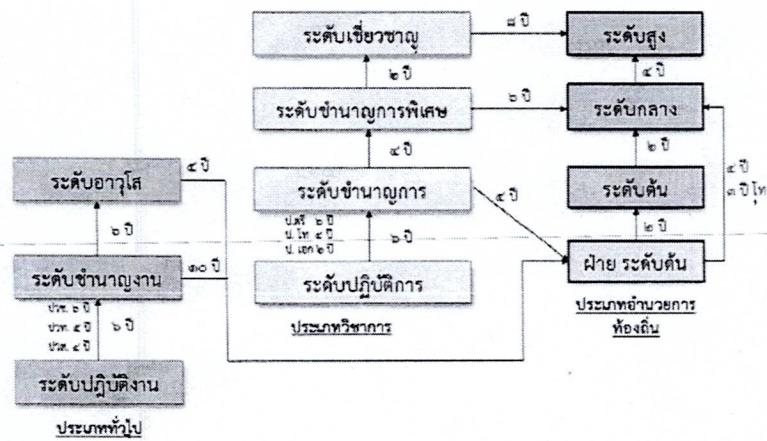 ระดับเชี่ยวชาญ
๘ ปี
ระดับสูง
๒ ปี
๔ ปี
ระดับชำนาญการพิเศษ
๖ ปี
ระดับกลาง
๔ ปี
๒ ปี
ระดับอาวุโส
๕ ปี
ระดับชำนาญการ
๕ ปี
ระดับต้น
๕ ปี
๓ ปี โท
๖ ปี
ป.ตรี ๖ ปี
ป. โท ๔ ปี
ป. เอก ๒ ปี
๖ ปี
๒ ปี
ระดับชำนาญงาน
๑๐ ปี
ระดับปฏิบัติการ
ฝ่าย ระดับต้น
ปวช. ๖ ปี
ปวท. ๕ ปี
ปวส. ๔ ปี
๖ ปี
ประเภทวิชาการ
ประเภทอำนวยการ
ท้องถิ่น
ระดับปฏิบัติงาน
ประเภททั่วไป